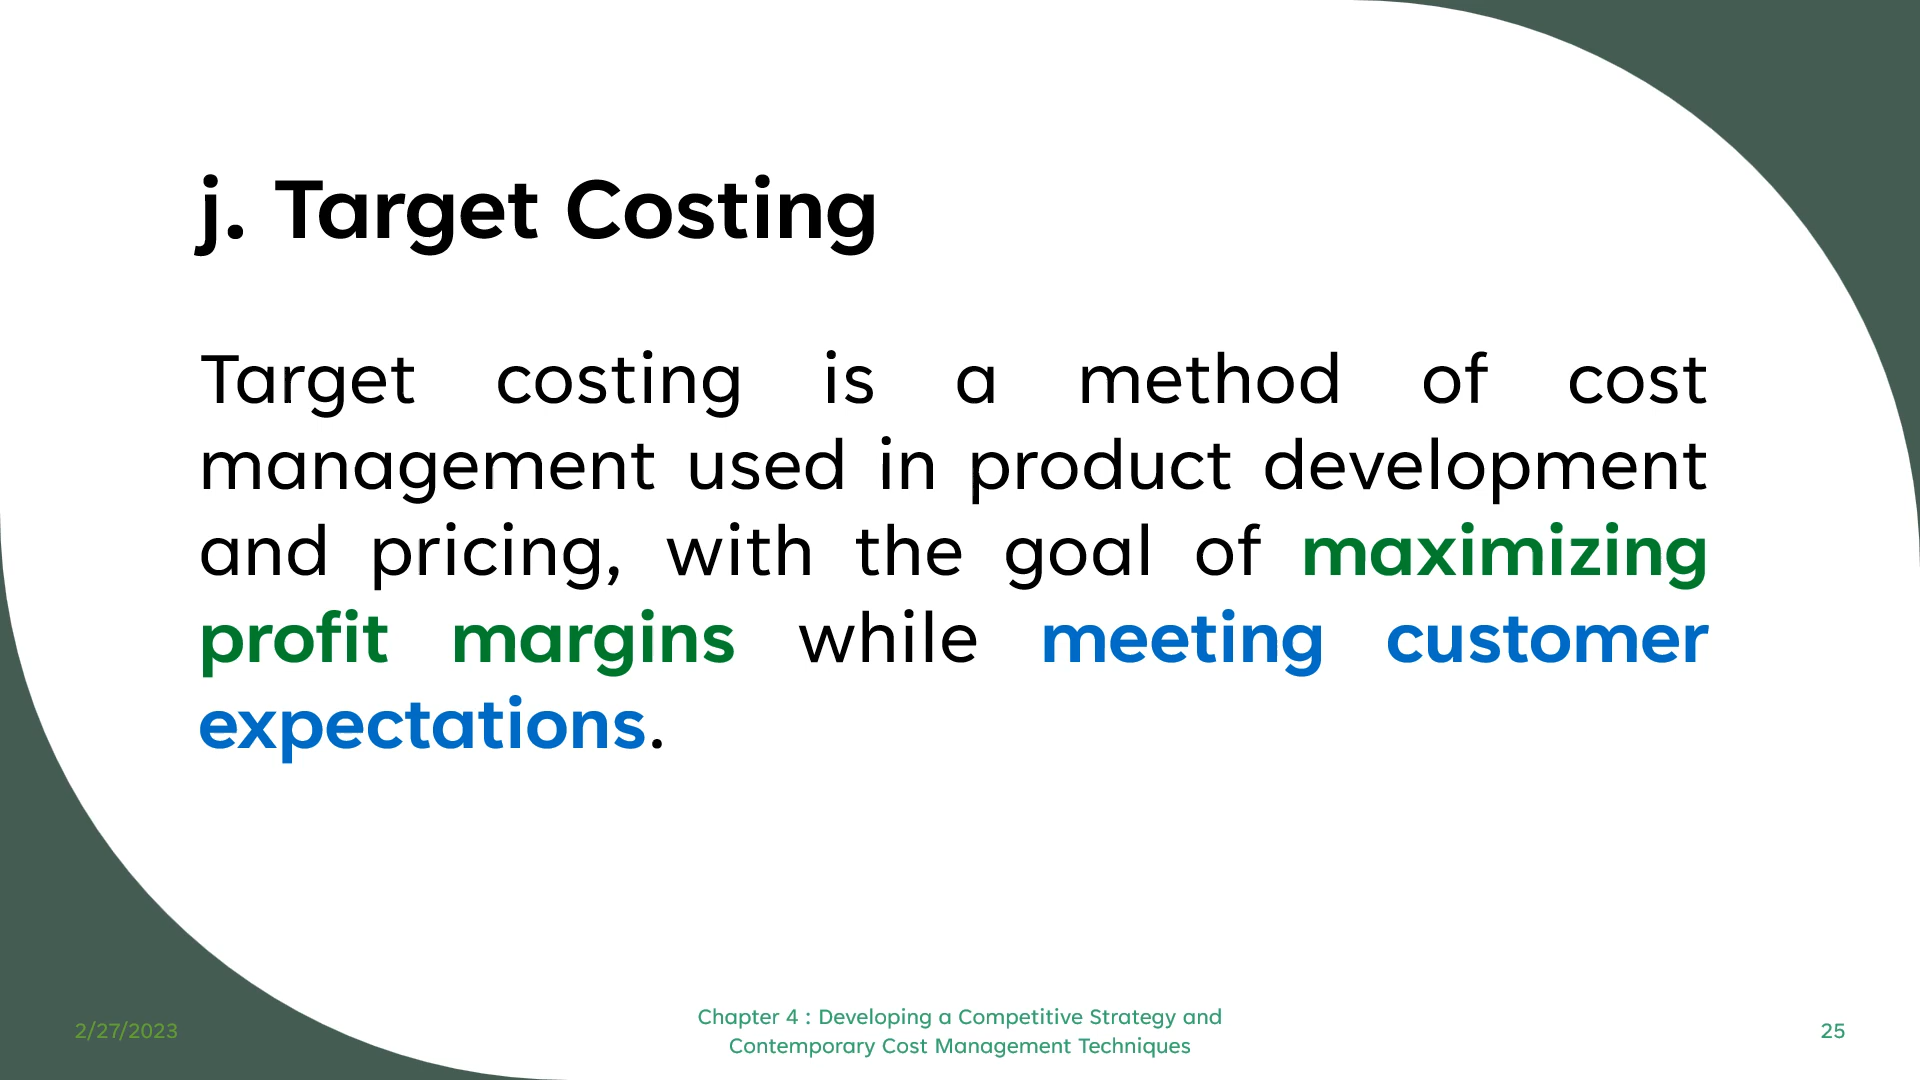 j. Target Costing
Target costing is a method of cost
management used in product development
and pricing, with the goal of maximizing
profit margins while meeting customer
expectations.
2/27/2023
Chapter 4 : Developing a Competitive Strategy and
Contemporary Cost Management Techniques
25